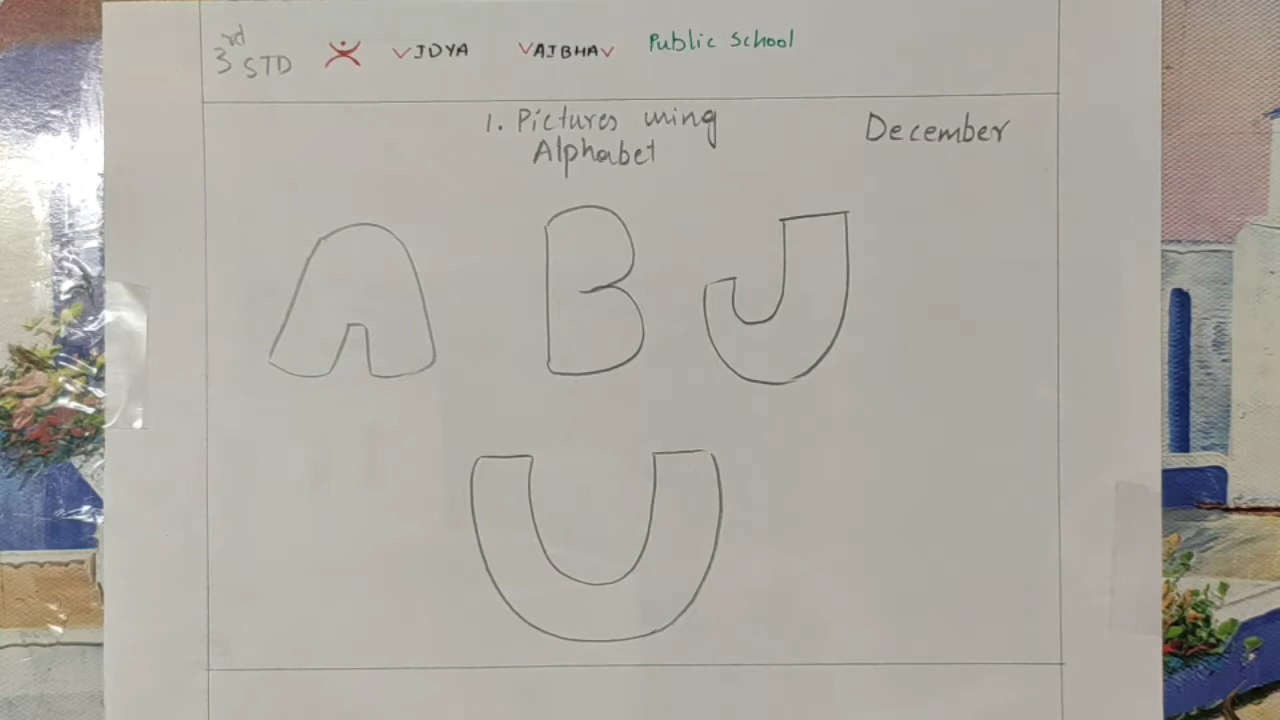 3rd STD VIDYA VAIBHAV Public School
1. Pictures using December
Alphabet
A B J
U